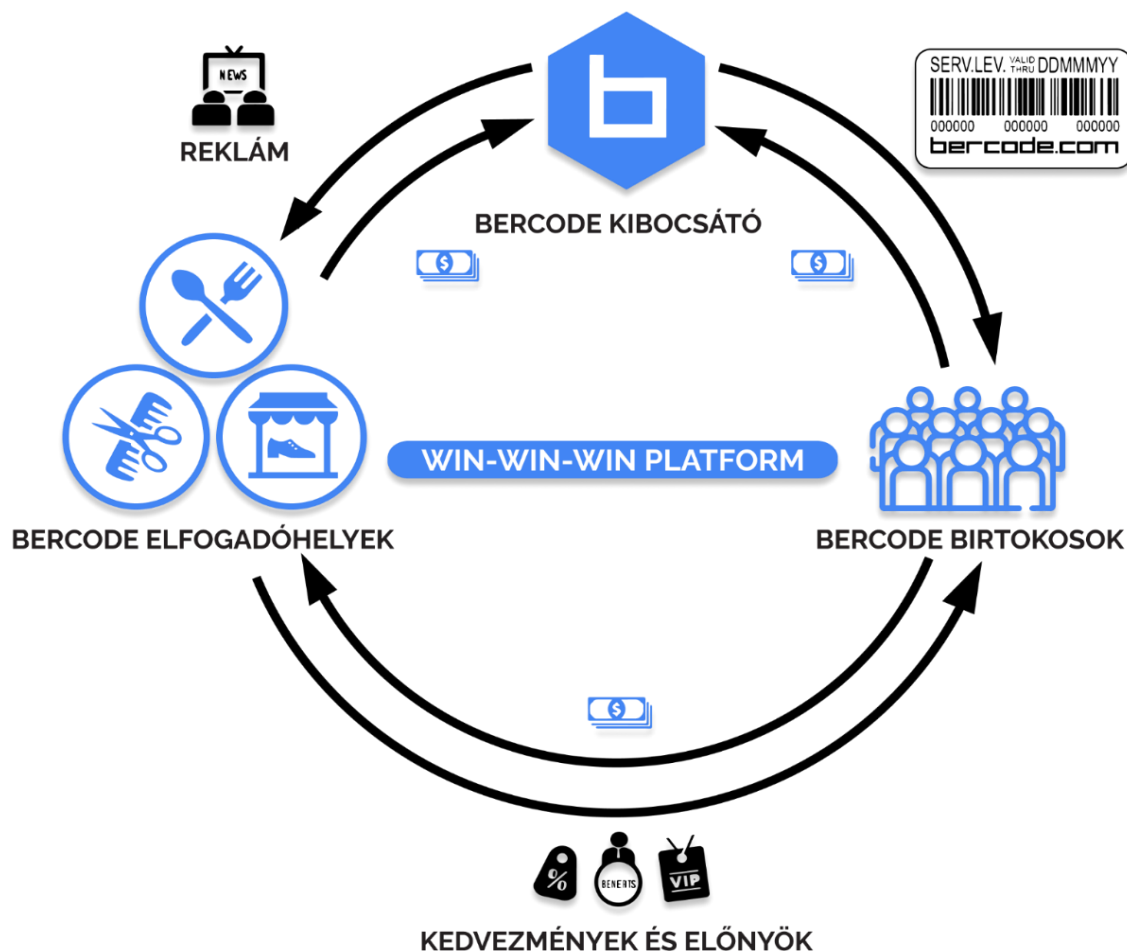 NEWS
REKLÁM
b
SERV.LEV. VALID THRU DDMMMYY
000000 000000 000000
bercode.com
BERCODE KIBOCSÁTÓ
$
$
WIN-WIN-WIN PLATFORM
BERCODE ELFOGADÓHELYEK
BERCODE BIRTOKOSOK
$
%
BENERTS
VIP
KEDVEZMÉNYEK ÉS ELŐNYÖK